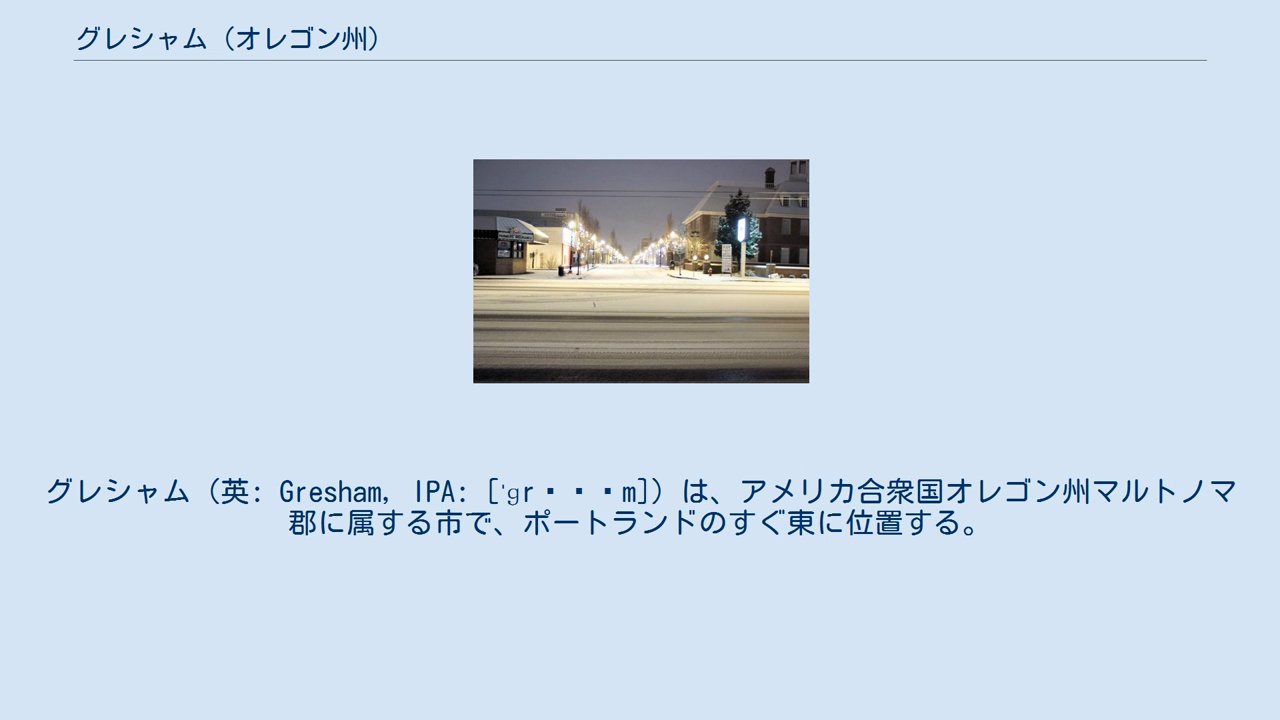 グレシャム（オレゴン州）
グレシャム（英: Gresham, IPA: [ˈɡr▪▪▪m]）は、アメリカ合衆国オレゴン州マルトノマ
郡に属する市で、ポートランドのすぐ東に位置する。